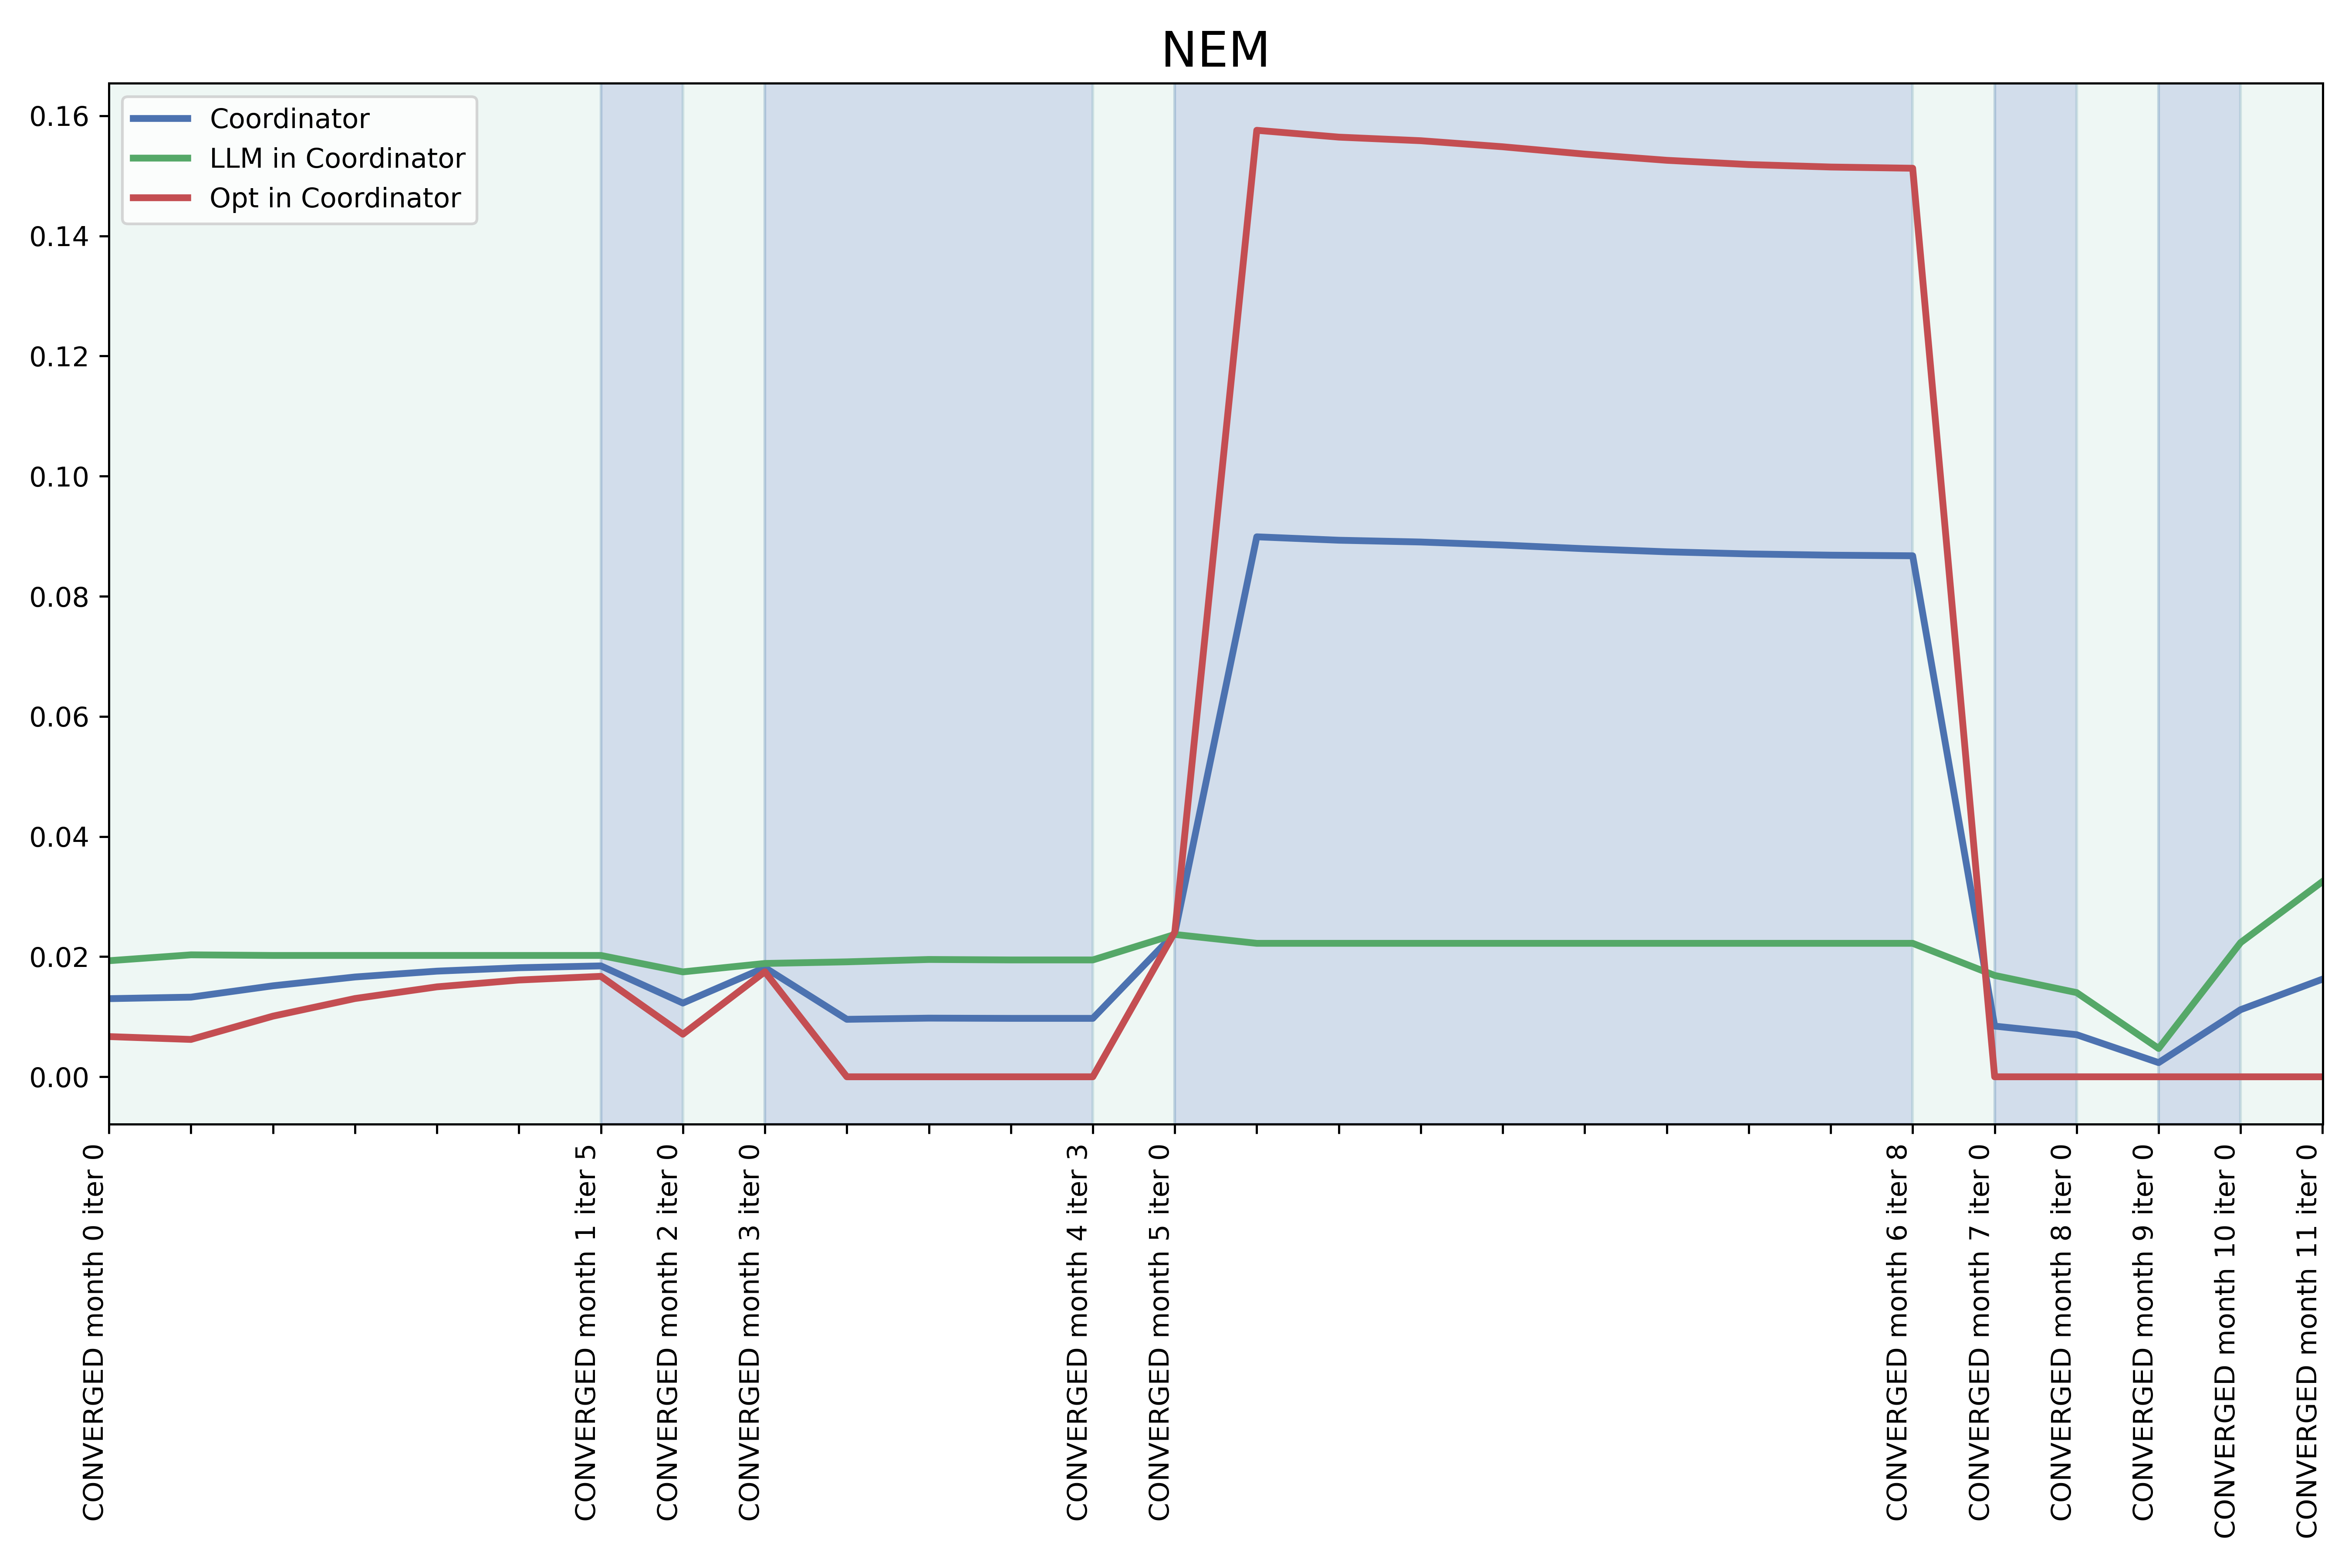 NEM
Coordinator
LLM in Coordinator
Opt in Coordinator
0.16
0.14
0.12
0.10
0.08
0.06
0.04
0.02
0.00
CONVERGED month 0 iter 0
CONVERGED month 1 iter 5
CONVERGED month 2 iter 0
CONVERGED month 3 iter 0
CONVERGED month 4 iter 3
CONVERGED month 5 iter 0
CONVERGED month 6 iter 8
CONVERGED month 7 iter 0
CONVERGED month 8 iter 0
CONVERGED month 9 iter 0
CONVERGED month 10 iter 0
CONVERGED month 11 iter 0